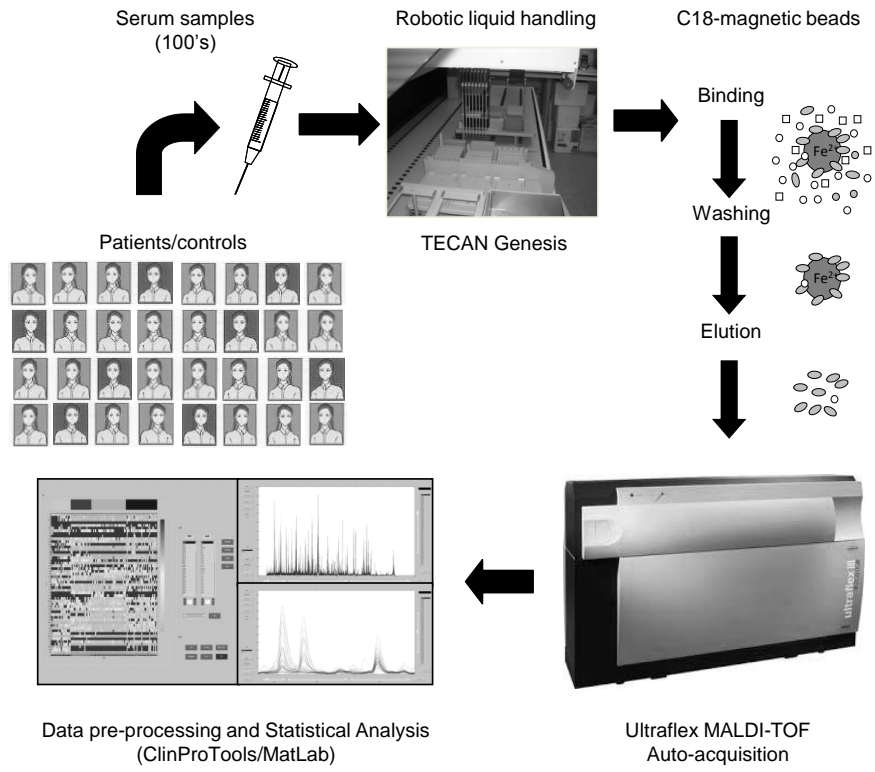 Serum samples
(100's)
Robotic liquid handling
C18-magnetic beads
Binding
Fe2+
Washing
Patients/controls
TECAN Genesis
Fe2+
Elution
ultraflex III
Data pre-processing and Statistical Analysis
(ClinProTools/MatLab)
Ultraflex MALDI-TOF
Auto-acquisition